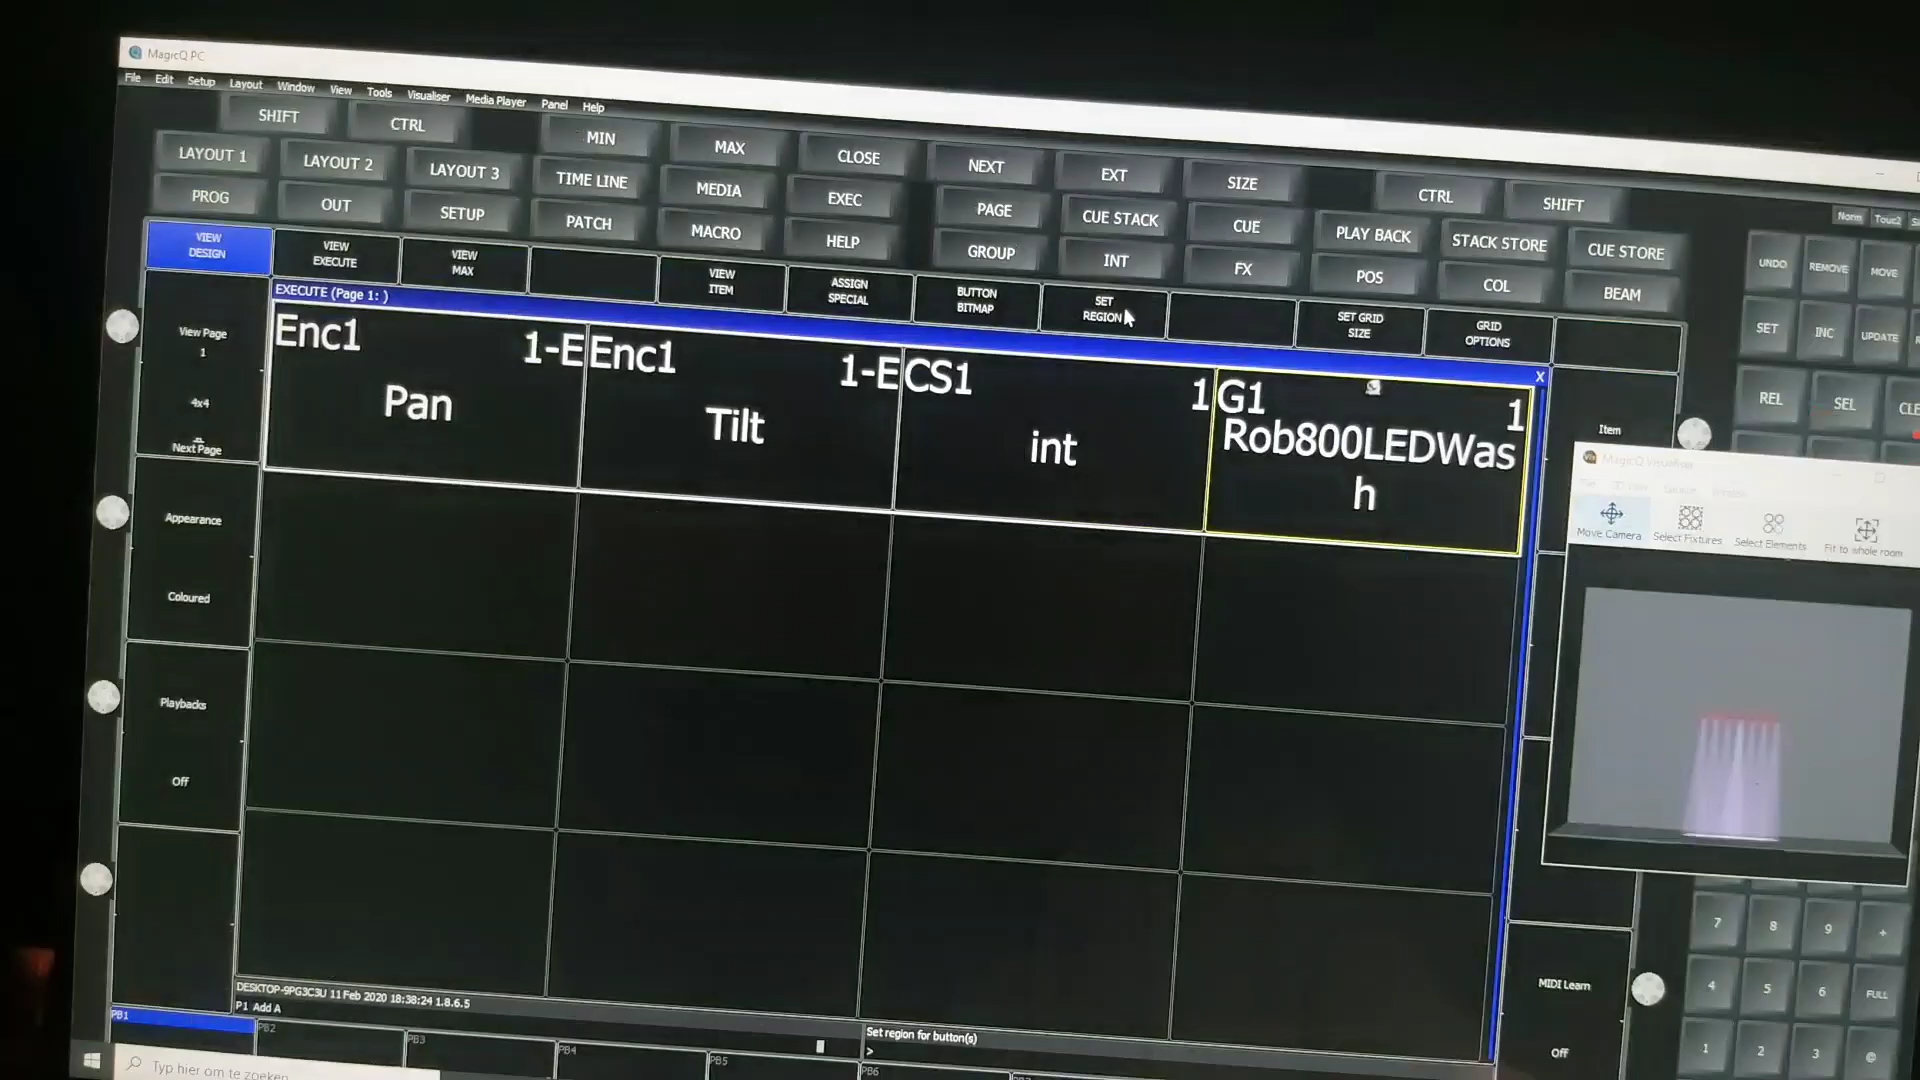 MagicQ PC
File Edit Setup Layout Window View Tools Visualiser Media Player Panel Help
SHIFT CTRL MIN MAX CLOSE NEXT EXT SIZE CTRL SHIFT
LAYOUT 1 LAYOUT 2 LAYOUT 3 TIME LINE MEDIA EXEC PAGE CUE STACK CUE PLAY BACK STACK STORE CUE STORE
PROG OUT SETUP PATCH MACRO HELP GROUP INT FX POS COL BEAM
Norm Touc2
UNDO REMOVE MOVE
SET INC UPDATE
REL SEL
VIEW DESIGN
VIEW EXECUTE
VIEW MAX
VIEW ITEM
ASSIGN SPECIAL
BUTTON BITMAP
SET REGION
SET GRID SIZE
GRID OPTIONS
EXECUTE (Page 1: )
X
Enc1 1-E
Pan
Enc1 1-E
Tilt
CS1 1
int
G1 1
Rob800LEDWas
h
View Page
1
4x4
Next Page
Appearance
Coloured
Playbacks
Off
Item
MagicQ Visualiser
Move Camera Select Fixtures Select Elements Fit to whole room
MIDI Learn
Off
7 8 9 +
4 5 6 FULL
1 2 3 @
DESKTOP-9PG3C3U 11 Feb 2020 18:38:24 1.8.6.5
P1 Add A
Set region for button(s)
>
PB1 PB2 PB3 PB4 PB5 PB6
Typ hier om te zoeken